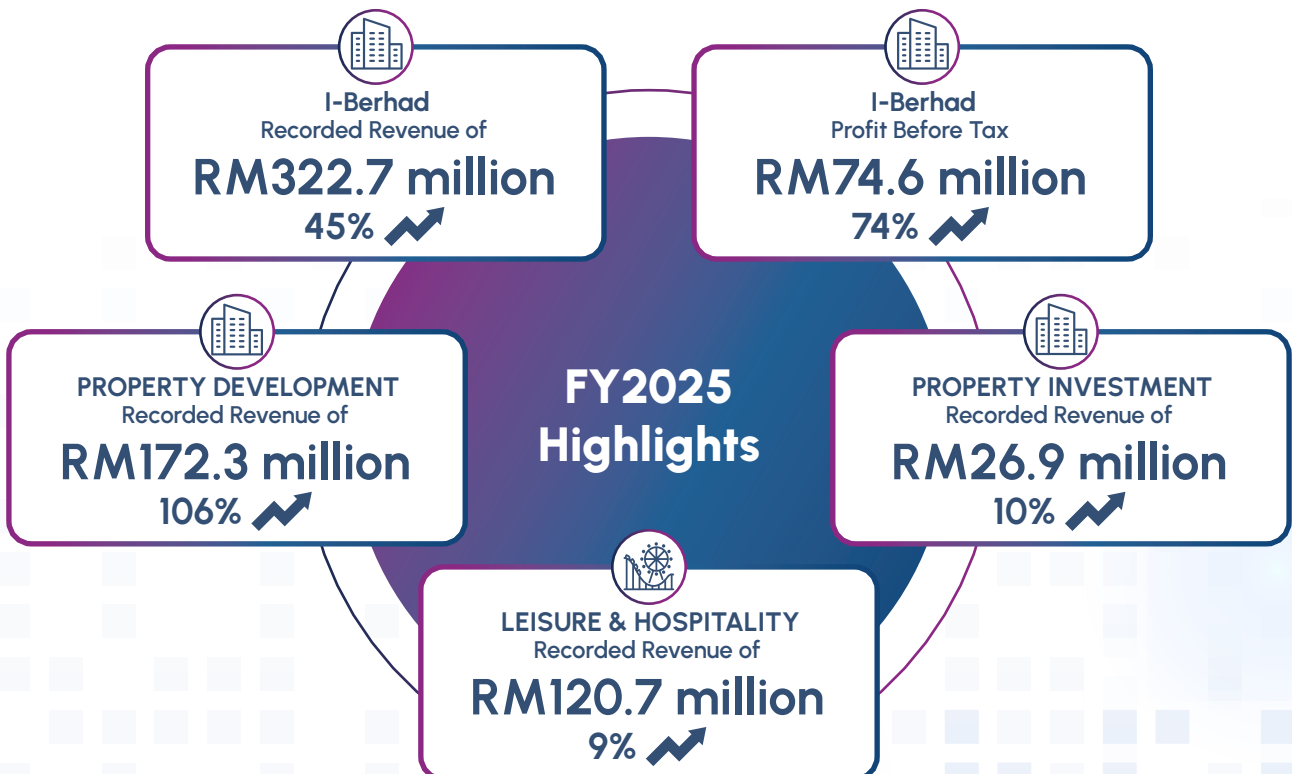 I-Berhad
Recorded Revenue of
RM322.7 million
45%
I-Berhad
Profit Before Tax
RM74.6 million
74%
PROPERTY DEVELOPMENT
Recorded Revenue of
RM172.3 million
106%
FY2025
Highlights
PROPERTY INVESTMENT
Recorded Revenue of
RM26.9 million
10%
LEISURE & HOSPITALITY
Recorded Revenue of
RM120.7 million
9%